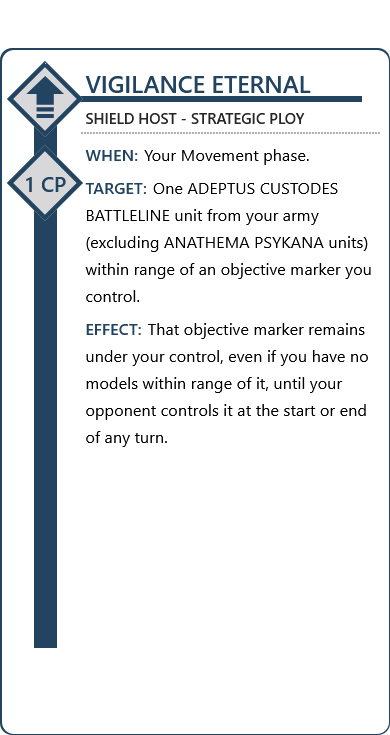 VIGILANCE ETERNAL
SHIELD HOST - STRATEGIC PLOY
WHEN: Your Movement phase.
1 CP
TARGET: One ADEPTUS CUSTODES
BATTLELINE unit from your army
(excluding ANATHEMA PSYKANA units)
within range of an objective marker you
control.
EFFECT: That objective marker remains
under your control, even if you have no
models within range of it, until your
opponent controls it at the start or end
of any turn.